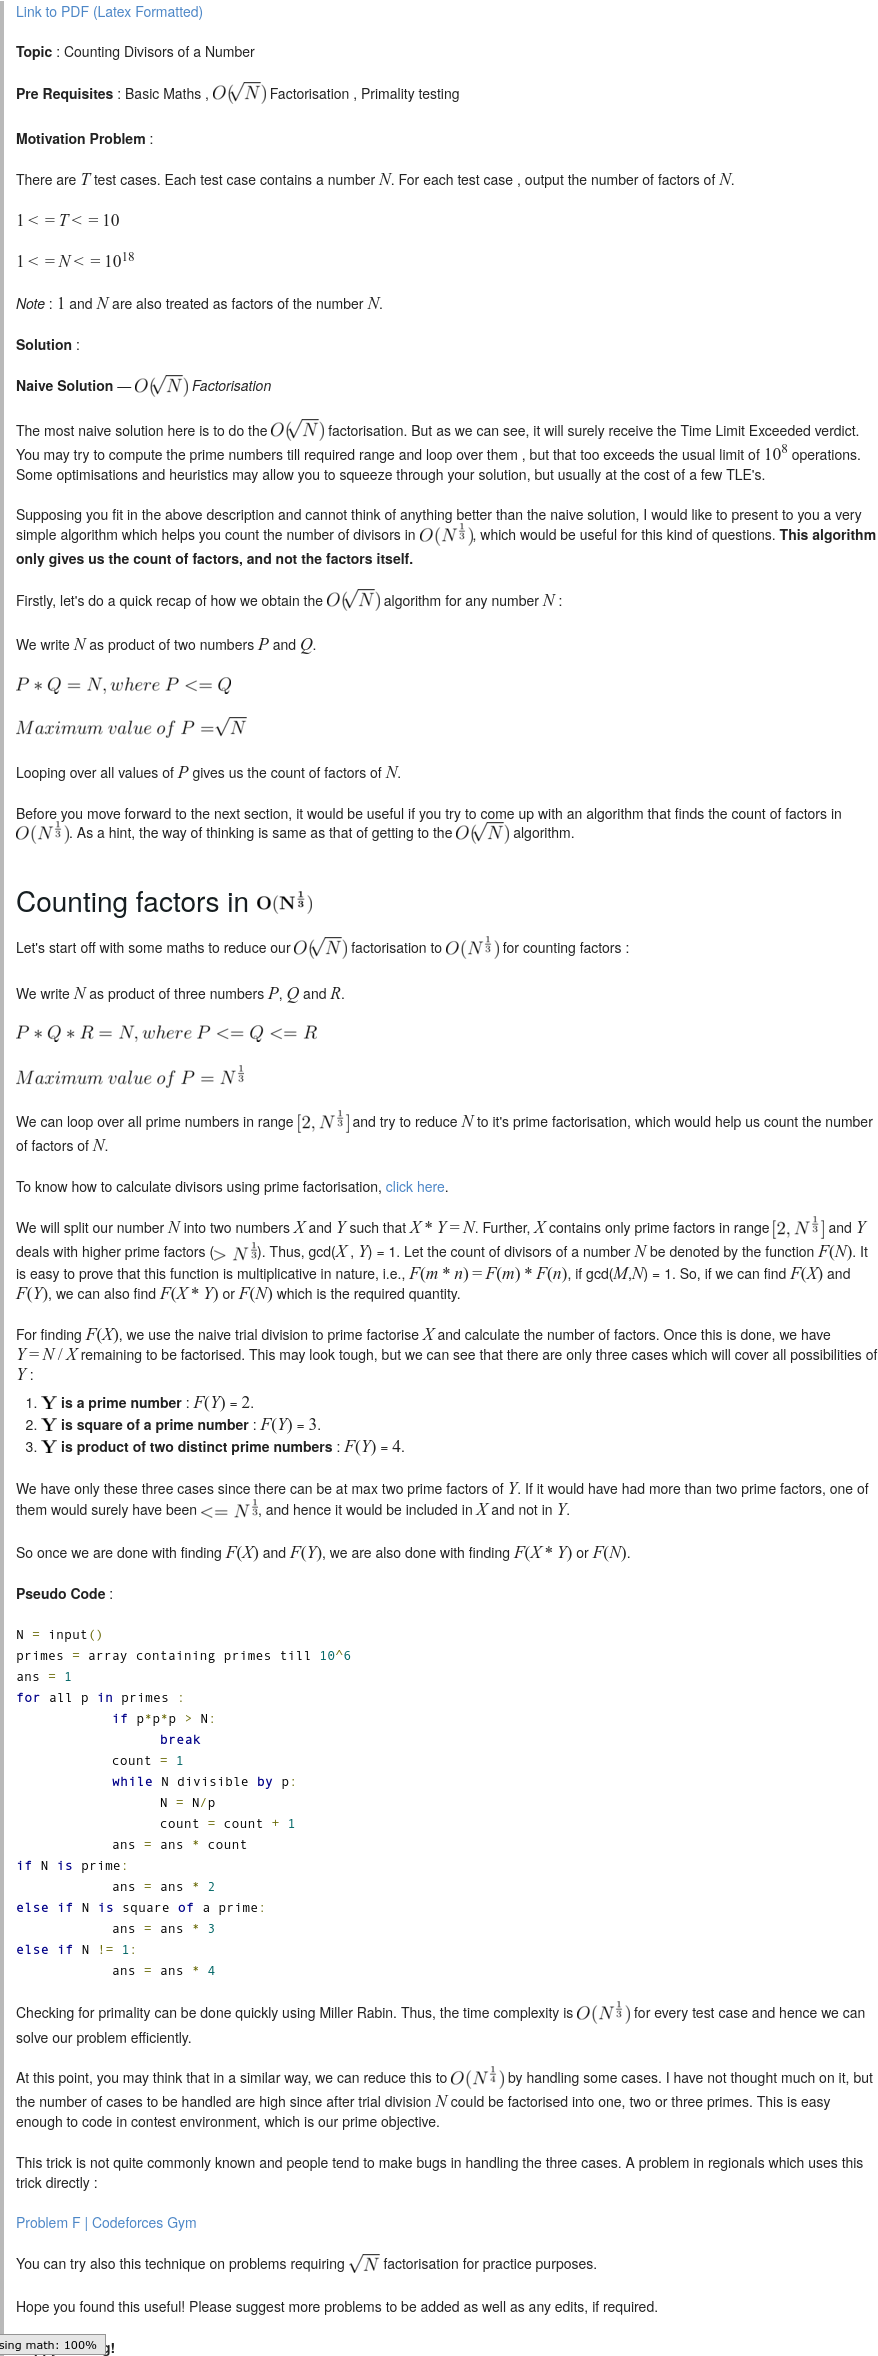 Link to PDF (Latex Formatted)
Topic : Counting Divisors of a Number
Pre Requisites : Basic Maths , O(√N) Factorisation , Primality testing
Motivation Problem :
There are T test cases. Each test case contains a number N. For each test case , output the number of factors of N.
1 < = T < = 10
1 < = N < = 10^18
Note : 1 and N are also treated as factors of the number N.
Solution :
Naive Solution — O(√N) Factorisation
The most naive solution here is to do the O(√N) factorisation. But as we can see, it will surely receive the Time Limit Exceeded verdict.
You may try to compute the prime numbers till required range and loop over them , but that too exceeds the usual limit of 10^8 operations.
Some optimisations and heuristics may allow you to squeeze through your solution, but usually at the cost of a few TLE's.
Supposing you fit in the above description and cannot think of anything better than the naive solution, I would like to present to you a very
simple algorithm which helps you count the number of divisors in O(N^(1/3)), which would be useful for this kind of questions. This algorithm
only gives us the count of factors, and not the factors itself.
Firstly, let's do a quick recap of how we obtain the O(√N) algorithm for any number N :
We write N as product of two numbers P and Q.
P * Q = N, where P <= Q
Maximum value of P = √N
Looping over all values of P gives us the count of factors of N.
Before you move forward to the next section, it would be useful if you try to come up with an algorithm that finds the count of factors in
O(N^(1/3)). As a hint, the way of thinking is same as that of getting to the O(√N) algorithm.
Counting factors in O(N^(1/3))
Let's start off with some maths to reduce our O(√N) factorisation to O(N^(1/3)) for counting factors :
We write N as product of three numbers P, Q and R.
P * Q * R = N, where P <= Q <= R
Maximum value of P = N^(1/3)
We can loop over all prime numbers in range [2, N^(1/3)] and try to reduce N to it's prime factorisation, which would help us count the number
of factors of N.
To know how to calculate divisors using prime factorisation, click here.
We will split our number N into two numbers X and Y such that X * Y = N. Further, X contains only prime factors in range [2, N^(1/3)] and Y
deals with higher prime factors (> N^(1/3)). Thus, gcd(X , Y) = 1. Let the count of divisors of a number N be denoted by the function F(N). It
is easy to prove that this function is multiplicative in nature, i.e., F(m * n) = F(m) * F(n), if gcd(M,N) = 1. So, if we can find F(X) and
F(Y), we can also find F(X * Y) or F(N) which is the required quantity.
For finding F(X), we use the naive trial division to prime factorise X and calculate the number of factors. Once this is done, we have
Y = N / X remaining to be factorised. This may look tough, but we can see that there are only three cases which will cover all possibilities of
Y :
1. Y is a prime number : F(Y) = 2.
2. Y is square of a prime number : F(Y) = 3.
3. Y is product of two distinct prime numbers : F(Y) = 4.
We have only these three cases since there can be at max two prime factors of Y. If it would have had more than two prime factors, one of
them would surely have been <= N^(1/3), and hence it would be included in X and not in Y.
So once we are done with finding F(X) and F(Y), we are also done with finding F(X * Y) or F(N).
Pseudo Code :
N = input()
primes = array containing primes till 10^6
ans = 1
for all p in primes :
if p*p*p > N:
break
count = 1
while N divisible by p:
N = N/p
count = count + 1
ans = ans * count
if N is prime:
ans = ans * 2
else if N is square of a prime:
ans = ans * 3
else if N != 1:
ans = ans * 4
Checking for primality can be done quickly using Miller Rabin. Thus, the time complexity is O(N^(1/3)) for every test case and hence we can
solve our problem efficiently.
At this point, you may think that in a similar way, we can reduce this to O(N^(1/4)) by handling some cases. I have not thought much on it, but
the number of cases to be handled are high since after trial division N could be factorised into one, two or three primes. This is easy
enough to code in contest environment, which is our prime objective.
This trick is not quite commonly known and people tend to make bugs in handling the three cases. A problem in regionals which uses this
trick directly :
Problem F | Codeforces Gym
You can try also this technique on problems requiring √N factorisation for practice purposes.
Hope you found this useful! Please suggest more problems to be added as well as any edits, if required.
sing math: 100% g!